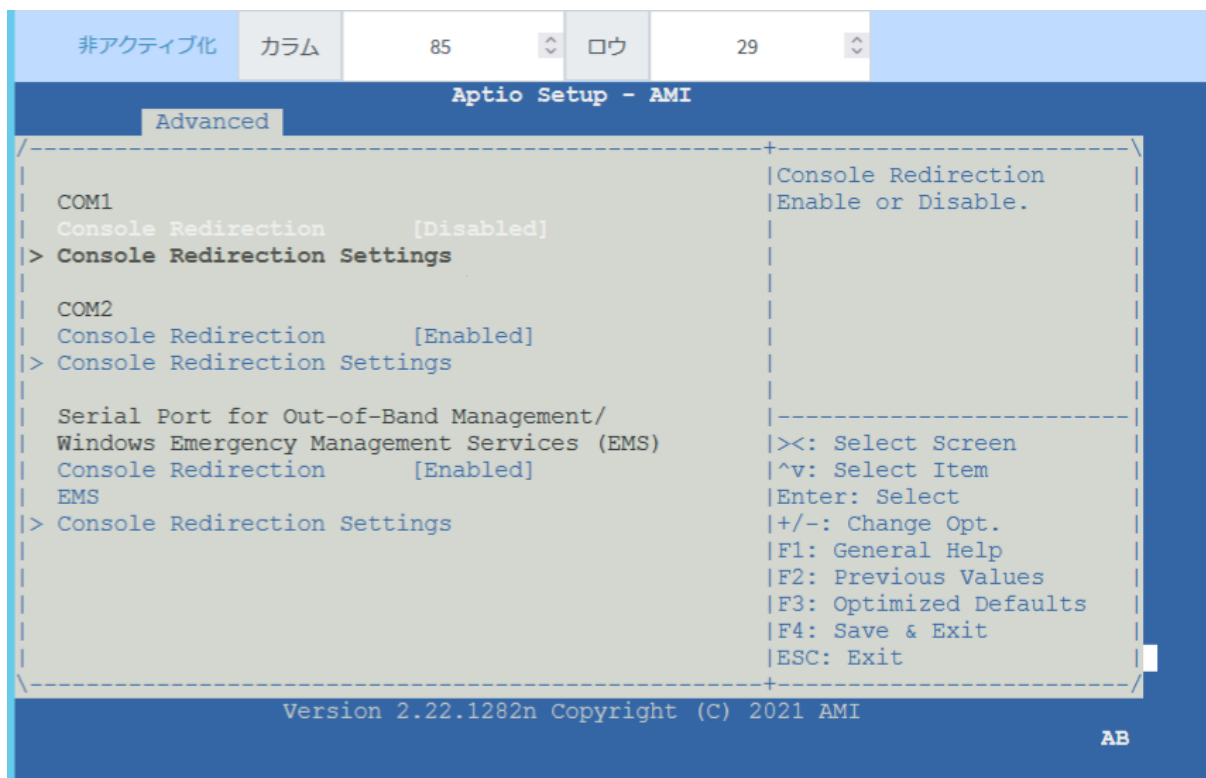 非アクティブ化 カラム 85 ロウ 29
Aptio Setup - AMI
Advanced
/----------------------------------------------------+-------------------------\
|                                                    |Console Redirection      |
|  COM1                                              |Enable or Disable.       |
|  Console Redirection      [Disabled]               |                         |
|> Console Redirection Settings                      |                         |
|                                                    |                         |
|  COM2                                              |                         |
|  Console Redirection      [Enabled]                |                         |
|> Console Redirection Settings                      |                         |
|                                                    |                         |
|  Serial Port for Out-of-Band Management/           |-------------------------|
|  Windows Emergency Management Services (EMS)       |><: Select Screen        |
|  Console Redirection      [Enabled]                |^v: Select Item          |
|  EMS                                               |Enter: Select            |
|> Console Redirection Settings                      |+/-: Change Opt.         |
|                                                    |F1: General Help         |
|                                                    |F2: Previous Values      |
|                                                    |F3: Optimized Defaults   |
|                                                    |F4: Save & Exit          |
|                                                    |ESC: Exit                |
\----------------------------------------------------+-------------------------/
Version 2.22.1282n Copyright (C) 2021 AMI
AB